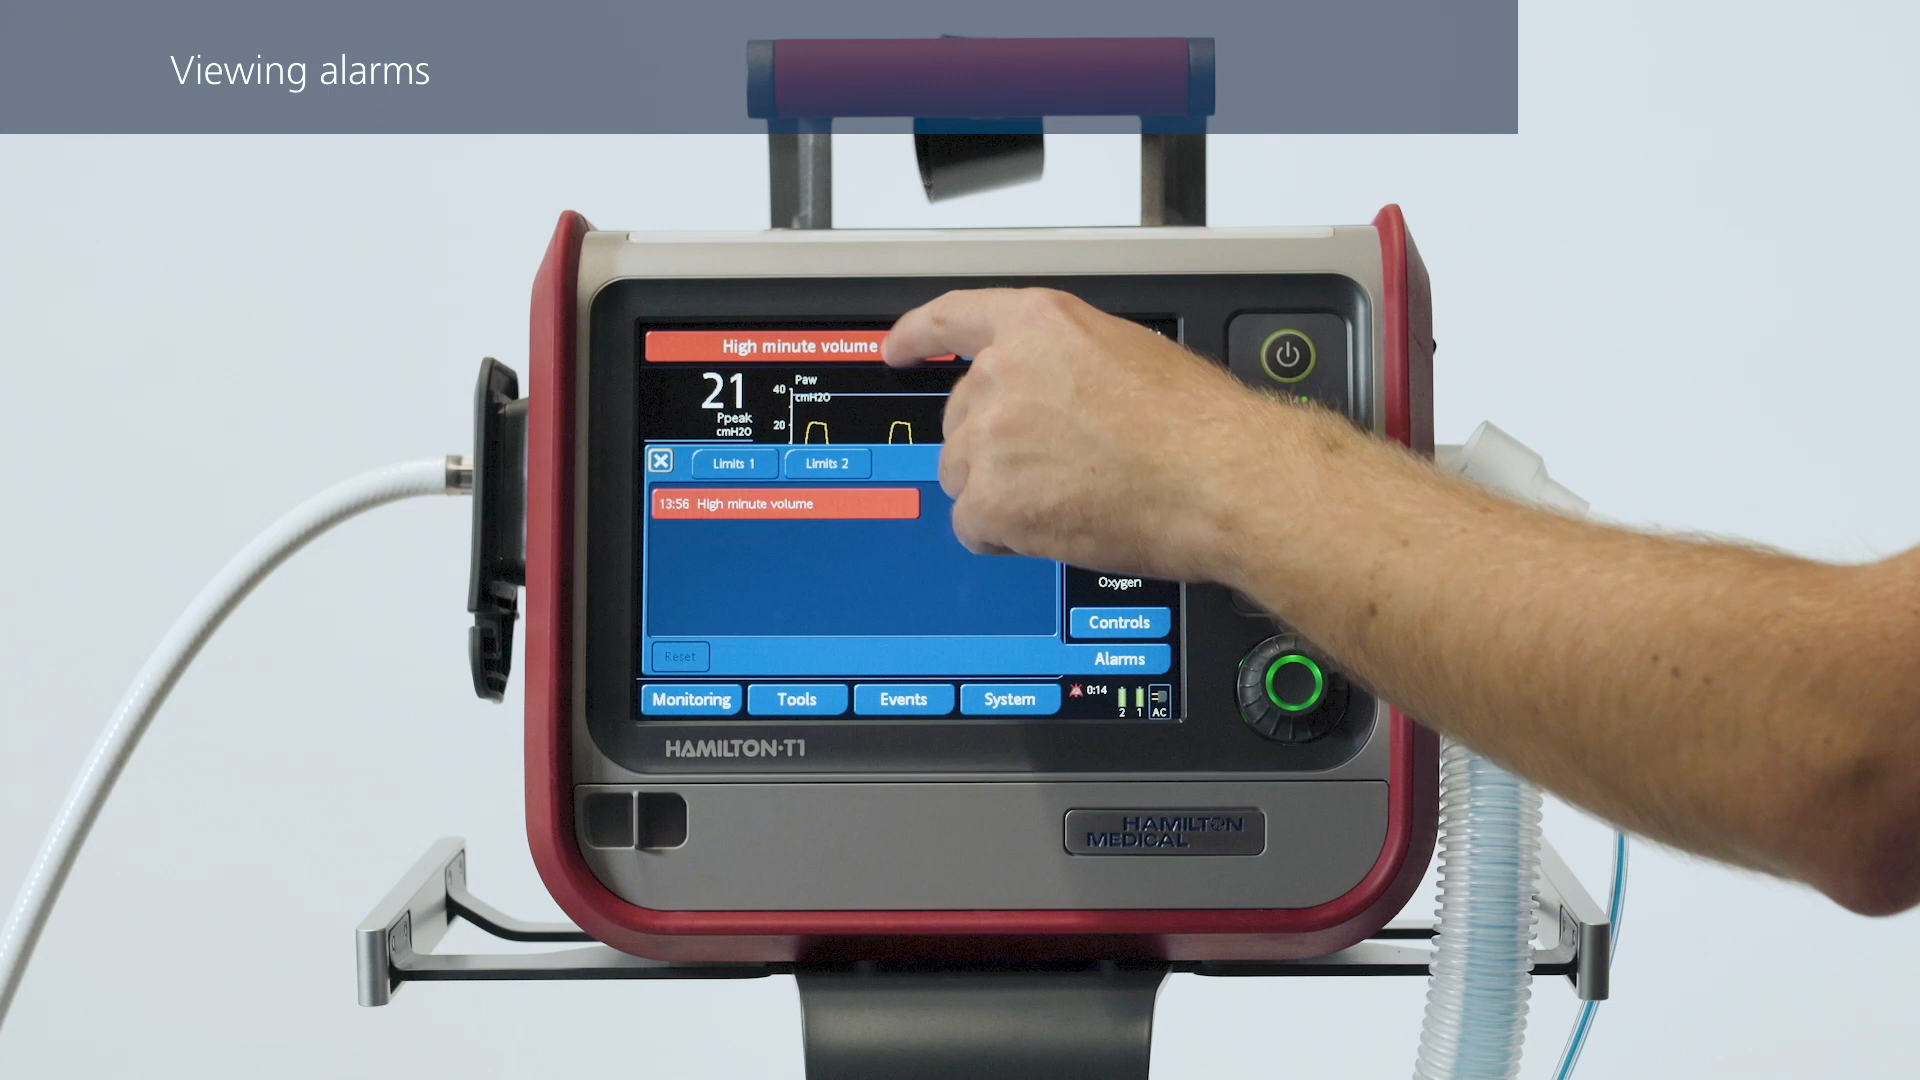 Viewing alarms
High minute volume
21
Ppeak
cmH2O
Paw
40
cmH2O
20
Limits 1
Limits 2
13:56 High minute volume
Oxygen
Controls
Reset
Alarms
Monitoring
Tools
Events
System
0:14
2 1 AC
HAMILTON·T1
HAMILTON
MEDICAL